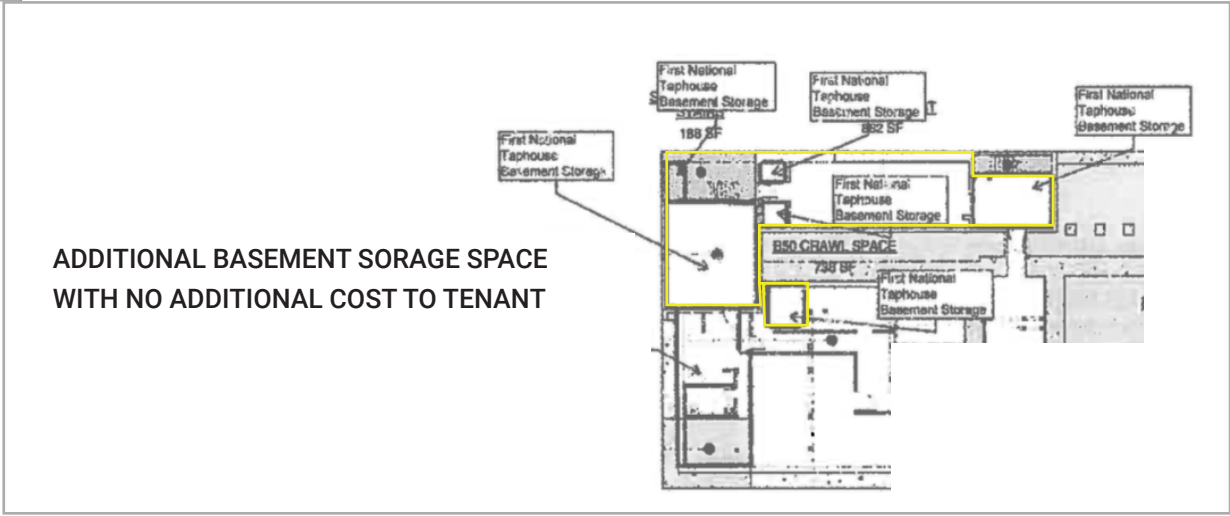 First National
Taphouse
Basement Storage
188 SF
First National
Taphouse
Basement Storage
882 SF
First National
Taphouse
Basement Storage
First National
Taphouse
Basement Storage
First National
Taphouse
Basement Storage
B50 CRAWL SPACE
738 SF
First National
Taphouse
Basement Storage
ADDITIONAL BASEMENT SORAGE SPACE
WITH NO ADDITIONAL COST TO TENANT